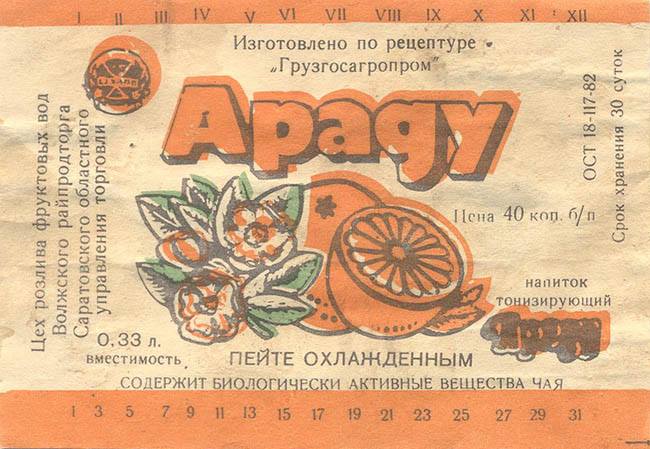 I II III IV V VI VII VIII IX X XI XII
Изготовлено по рецептуре
„Грузгосагропром"
Араду
Цех розлива фруктовых вод
Волжского райпродторга
Саратовского областного
управления торговли
ОСТ 18-117-82
Срок хранения 30 суток
Цена 40 коп. б/п
напиток
тонизирующий
Араду
0,33 л.
вместимость
ПЕЙТЕ ОХЛАЖДЕННЫМ
СОДЕРЖИТ БИОЛОГИЧЕСКИ АКТИВНЫЕ ВЕЩЕСТВА ЧАЯ
1 3 5 7 9 11 13 15 17 19 21 23 25 27 29 31